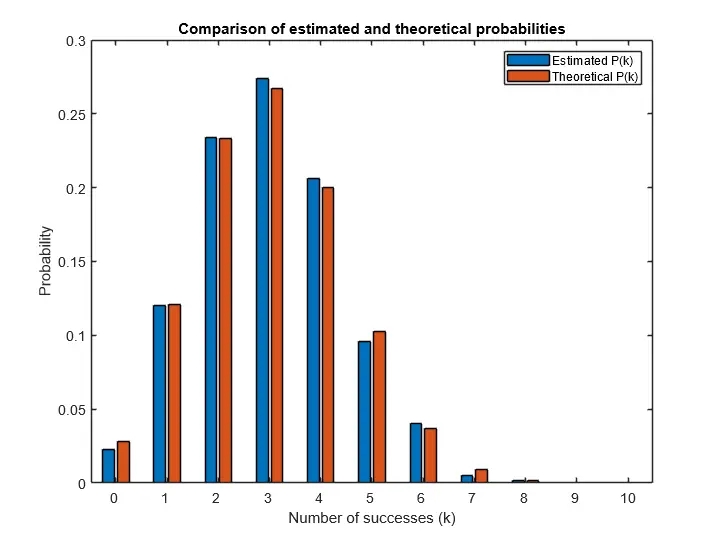 Comparison of estimated and theoretical probabilities
0.3
0.25
0.2
0.15
0.1
0.05
0
Probability
Estimated P(k)
Theoretical P(k)
0 1 2 3 4 5 6 7 8 9 10
Number of successes (k)